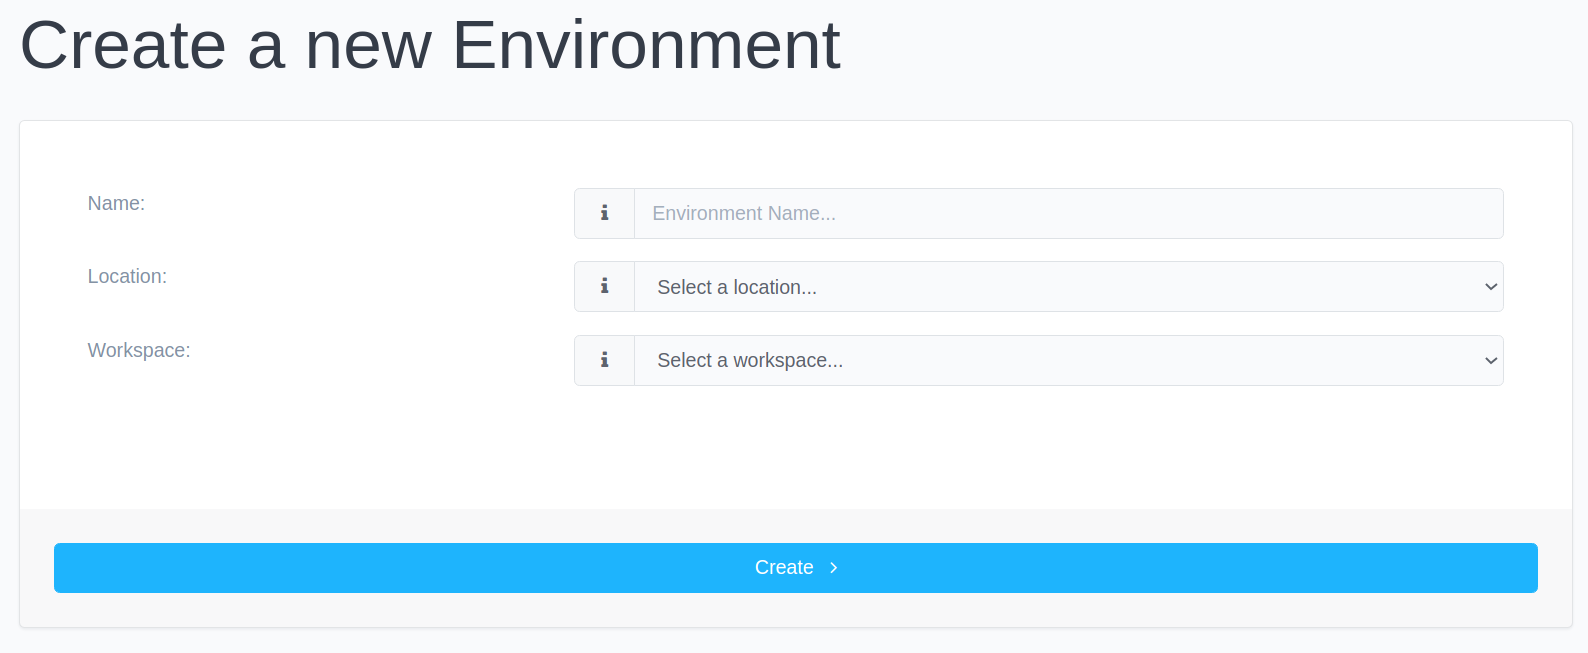 Create a new Environment
Name:
Environment Name...
Location:
Select a location...
Workspace:
Select a workspace...
Create